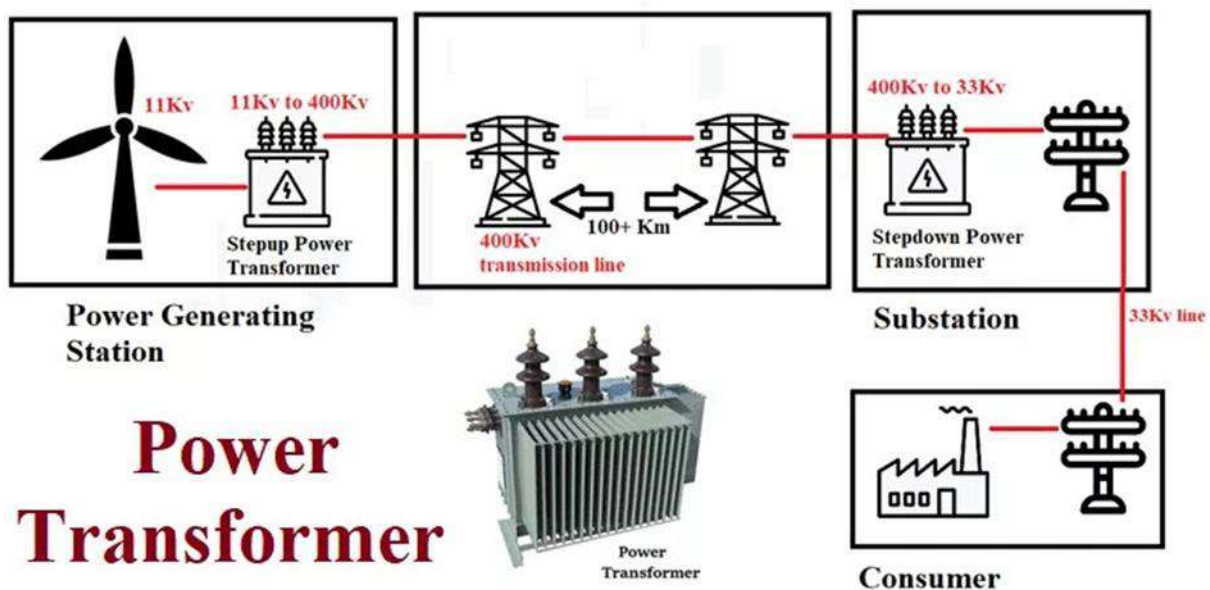 11Kv
11Kv to 400Kv
Stepup Power
Transformer
Power Generating
Station
100+ Km
400Kv
transmission line
400Kv to 33Kv
Stepdown Power
Transformer
Substation
33Kv line
Consumer
Power
Transformer
Power
Transformer